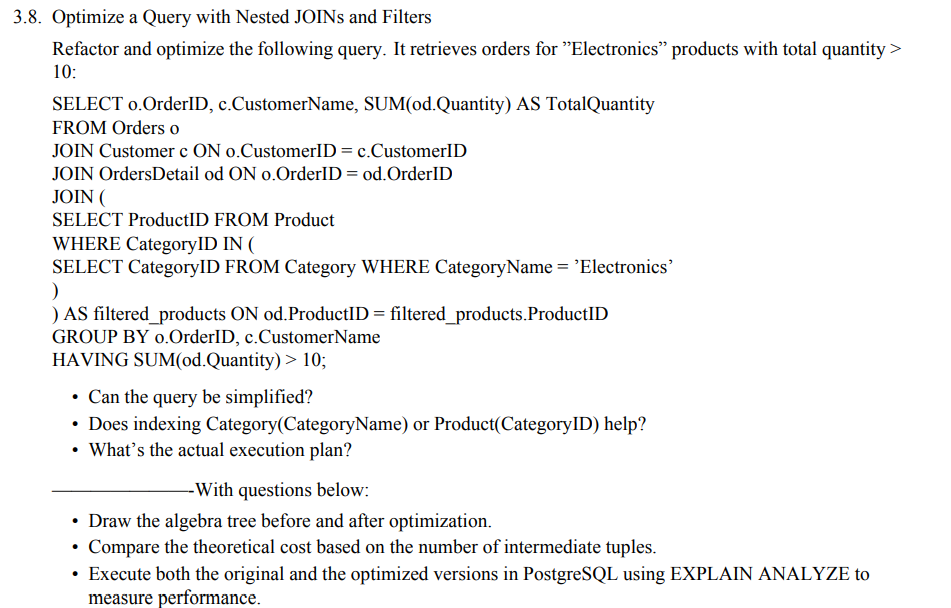 3.8. Optimize a Query with Nested JOINs and Filters
Refactor and optimize the following query. It retrieves orders for ”Electronics” products with total quantity >
10:
SELECT o.OrderID, c.CustomerName, SUM(od.Quantity) AS TotalQuantity
FROM Orders o
JOIN Customer c ON o.CustomerID = c.CustomerID
JOIN OrdersDetail od ON o.OrderID = od.OrderID
JOIN (
SELECT ProductID FROM Product
WHERE CategoryID IN (
SELECT CategoryID FROM Category WHERE CategoryName = ’Electronics’
)
) AS filtered_products ON od.ProductID = filtered_products.ProductID
GROUP BY o.OrderID, c.CustomerName
HAVING SUM(od.Quantity) > 10;
• Can the query be simplified?
• Does indexing Category(CategoryName) or Product(CategoryID) help?
• What’s the actual execution plan?
———————-With questions below:
• Draw the algebra tree before and after optimization.
• Compare the theoretical cost based on the number of intermediate tuples.
• Execute both the original and the optimized versions in PostgreSQL using EXPLAIN ANALYZE to
measure performance.